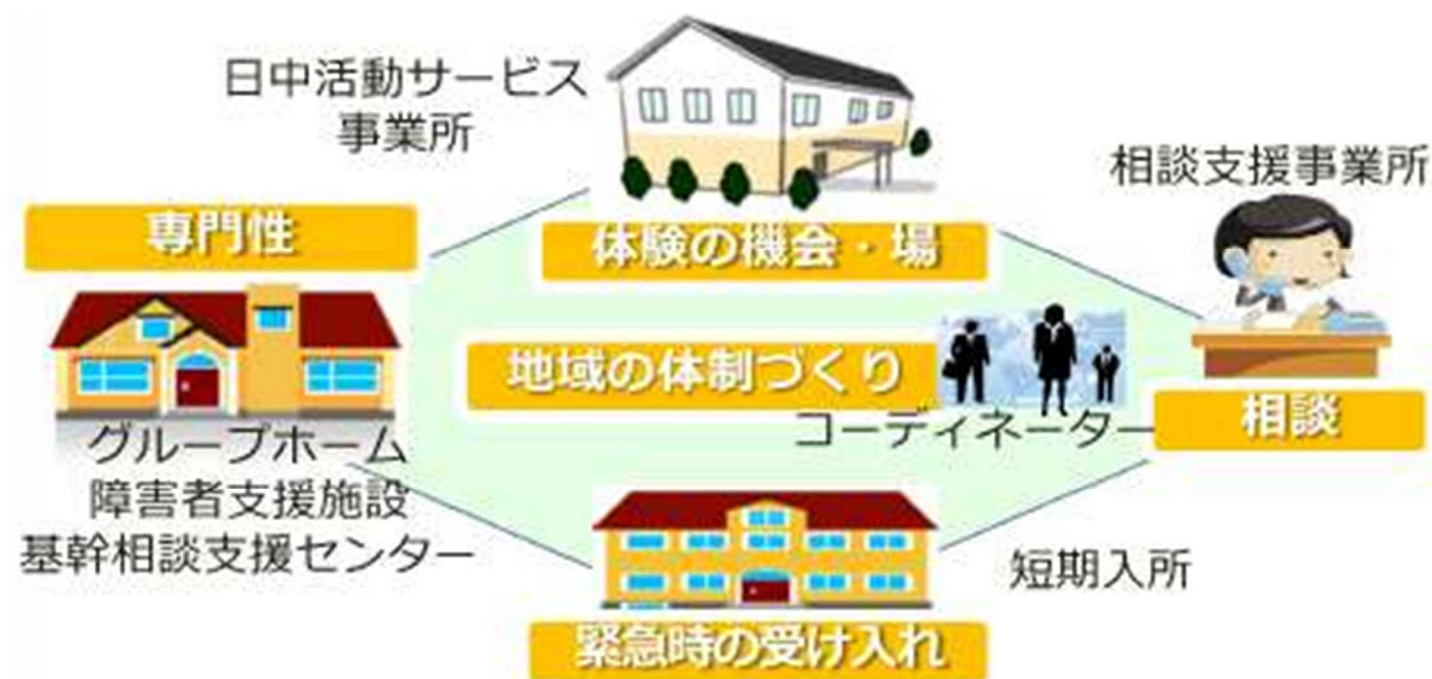 日中活動サービス
事業所
相談支援事業所
専門性
体験の機会・場
地域の体制づくり
コーディネーター
相談
グループホーム
障害者支援施設
基幹相談支援センター
短期入所
緊急時の受け入れ